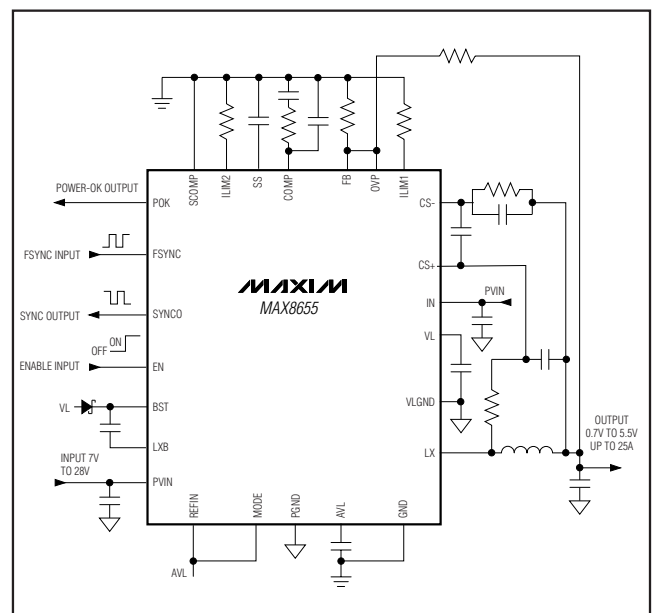 SCOMP
ILIM2
SS
COMP
FB
OVP
ILIM1
POWER-OK OUTPUT
POK
CS-
FSYNC INPUT
FSYNC
CS+
MAXIM
MAX8655
PVIN
IN
SYNC OUTPUT
SYNCO
VL
ON
OFF
ENABLE INPUT
EN
VL
BST
VLGND
LXB
OUTPUT
0.7V TO 5.5V
UP TO 25A
LX
INPUT 7V
TO 28V
PVIN
REFIN
MODE
PGND
AVL
GND
AVL